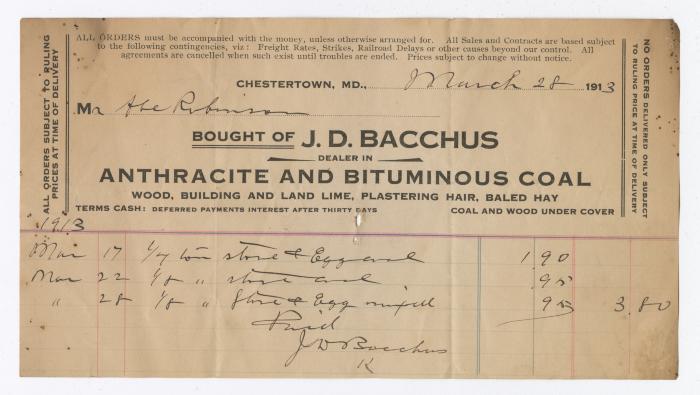 ALL ORDERS must be accompanied with the money, unless otherwise arranged for. All Sales and Contracts are based subject
to the following contingencies, viz: Freight Rates, Strikes, Railroad Delays or other causes beyond our control. All
agreements are cancelled when such exist until troubles are ended. Prices subject to change without notice.
ALL ORDERS SUBJECT TO RULING
PRICES AT TIME OF DELIVERY
NO ORDERS DELIVERED ONLY SUBJECT
TO RULING PRICE AT TIME OF DELIVERY
CHESTERTOWN, MD., March 28 1913
Mr Abe Robinson
BOUGHT OF J. D. BACCHUS
DEALER IN
ANTHRACITE AND BITUMINOUS COAL
WOOD, BUILDING AND LAND LIME, PLASTERING HAIR, BALED HAY
TERMS CASH: DEFERRED PAYMENTS INTEREST AFTER THIRTY DAYS COAL AND WOOD UNDER COVER
1913
Mar 17 ton stove & Egg coal 1 90
Mar 22 1/8 " stove coal 95
" 28 1/8 " Stove & Egg mixed 95 3.80
Paid
J D Bacchus
K